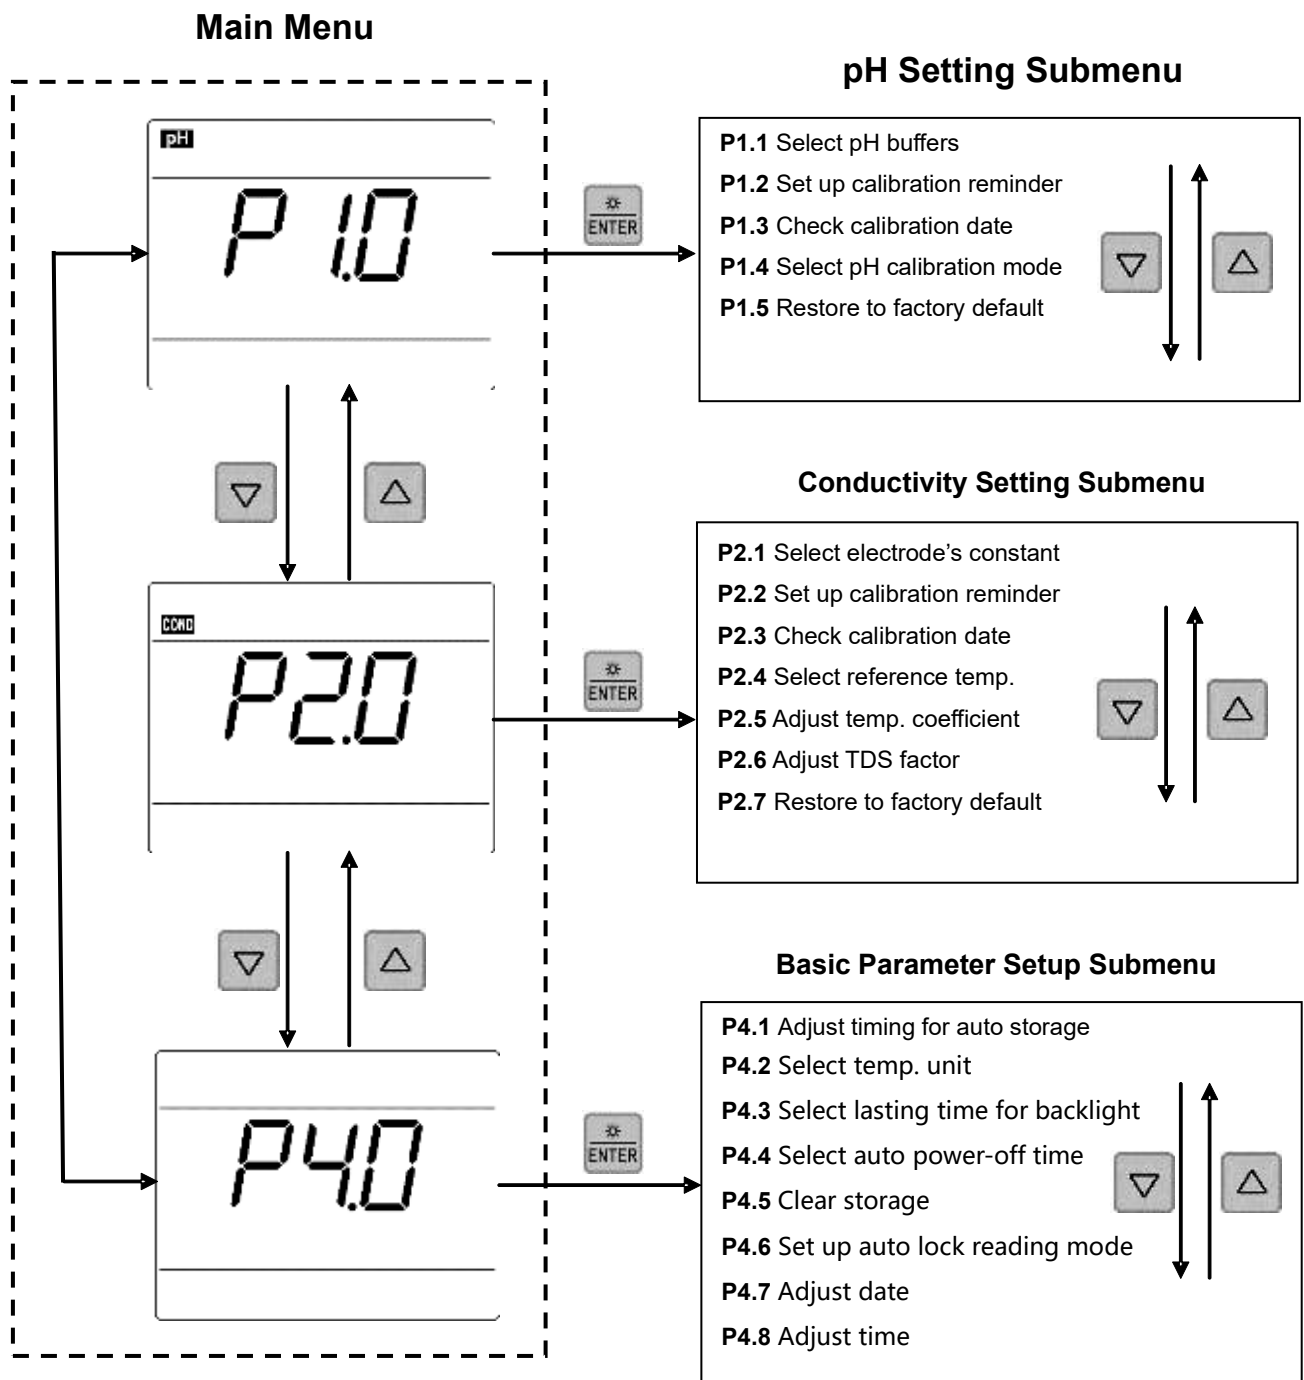 Main Menu
pH Setting Submenu
pH
P1.0
ENTER
P1.1 Select pH buffers
P1.2 Set up calibration reminder
P1.3 Check calibration date
P1.4 Select pH calibration mode
P1.5 Restore to factory default
Conductivity Setting Submenu
COND
P2.0
ENTER
P2.1 Select electrode’s constant
P2.2 Set up calibration reminder
P2.3 Check calibration date
P2.4 Select reference temp.
P2.5 Adjust temp. coefficient
P2.6 Adjust TDS factor
P2.7 Restore to factory default
Basic Parameter Setup Submenu
P4.0
ENTER
P4.1 Adjust timing for auto storage
P4.2 Select temp. unit
P4.3 Select lasting time for backlight
P4.4 Select auto power-off time
P4.5 Clear storage
P4.6 Set up auto lock reading mode
P4.7 Adjust date
P4.8 Adjust time